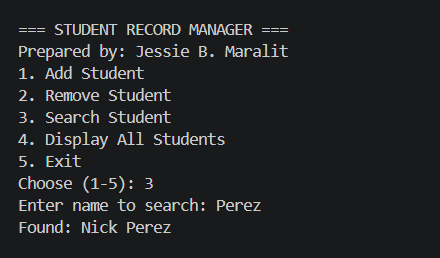 === STUDENT RECORD MANAGER ===
Prepared by: Jessie B. Maralit
1. Add Student
2. Remove Student
3. Search Student
4. Display All Students
5. Exit
Choose (1-5): 3
Enter name to search: Perez
Found: Nick Perez